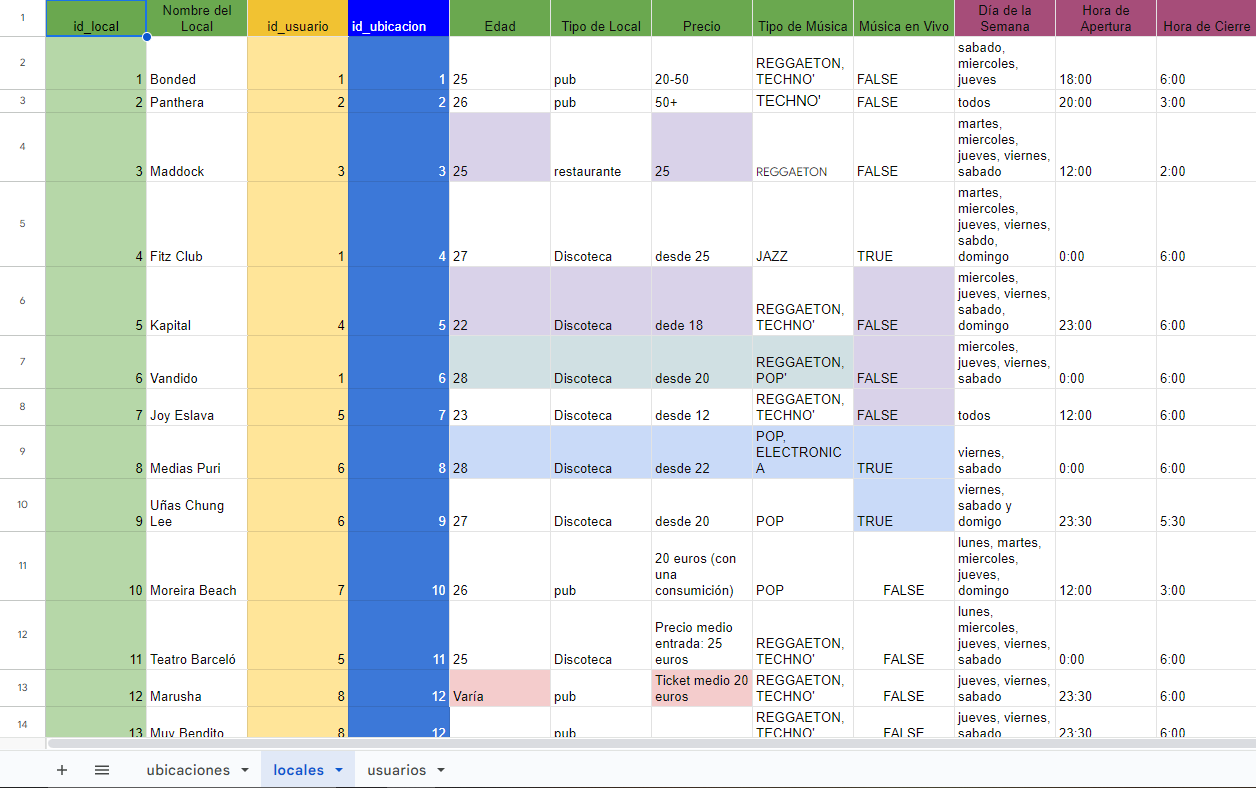 1 id_local Nombre del Local id_usuario id_ubicacion Edad Tipo de Local Precio Tipo de Música Música en Vivo Día de la Semana Hora de Apertura Hora de Cierre
2 1 Bonded 1 1 25 pub 20-50 REGGAETON, TECHNO' FALSE sabado, miercoles, jueves 18:00 6:00
3 2 Panthera 2 2 26 pub 50+ TECHNO' FALSE todos 20:00 3:00
4 3 Maddock 3 3 25 restaurante 25 REGGAETON FALSE martes, miercoles, jueves, viernes, sabado 12:00 2:00
5 4 Fitz Club 1 4 27 Discoteca desde 25 JAZZ TRUE martes, miercoles, jueves, viernes, sabdo, domingo 0:00 6:00
6 5 Kapital 4 5 22 Discoteca dede 18 REGGAETON, TECHNO' FALSE miercoles, jueves, viernes, sabado, domingo 23:00 6:00
7 6 Vandido 1 6 28 Discoteca desde 20 REGGAETON, POP' FALSE miercoles, jueves, viernes, sabado 0:00 6:00
8 7 Joy Eslava 5 7 23 Discoteca desde 12 REGGAETON, TECHNO' FALSE todos 12:00 6:00
9 8 Medias Puri 6 8 28 Discoteca desde 22 POP, ELECTRONICA TRUE viernes, sabado 0:00 6:00
10 9 Uñas Chung Lee 6 9 27 Discoteca desde 20 POP TRUE viernes, sabado y domigo 23:30 5:30
11 10 Moreira Beach 7 10 26 pub 20 euros (con una consumición) POP FALSE lunes, martes, miercoles, jueves, domingo 12:00 3:00
12 11 Teatro Barceló 5 11 25 Discoteca Precio medio entrada: 25 euros REGGAETON, TECHNO' FALSE lunes, miercoles, jueves, viernes, sabado 0:00 6:00
13 12 Marusha 8 12 Varía pub Ticket medio 20 euros REGGAETON, TECHNO' FALSE jueves, viernes, sabado 23:30 6:00
14 13 Muy Bendito 8 12 pub REGGAETON, TECHNO' FALSE jueves, viernes, sabado 23:30 6:00
ubicaciones locales usuarios